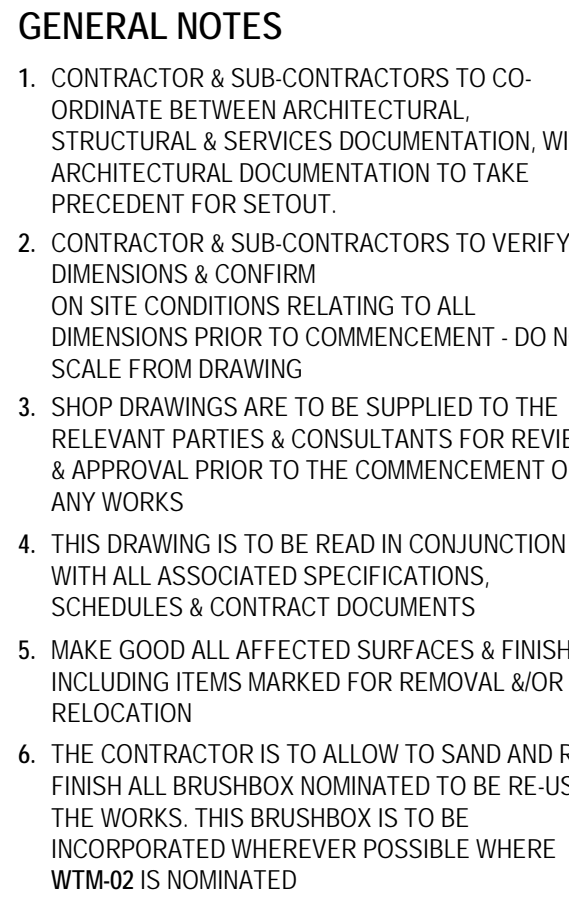 GENERAL NOTES
1. CONTRACTOR & SUB-CONTRACTORS TO CO-
ORDINATE BETWEEN ARCHITECTURAL,
STRUCTURAL & SERVICES DOCUMENTATION, WI
ARCHITECTURAL DOCUMENTATION TO TAKE
PRECEDENT FOR SETOUT.
2. CONTRACTOR & SUB-CONTRACTORS TO VERIFY
DIMENSIONS & CONFIRM
ON SITE CONDITIONS RELATING TO ALL
DIMENSIONS PRIOR TO COMMENCEMENT - DO N
SCALE FROM DRAWING
3. SHOP DRAWINGS ARE TO BE SUPPLIED TO THE
RELEVANT PARTIES & CONSULTANTS FOR REVIE
& APPROVAL PRIOR TO THE COMMENCEMENT O
ANY WORKS
4. THIS DRAWING IS TO BE READ IN CONJUNCTION
WITH ALL ASSOCIATED SPECIFICATIONS,
SCHEDULES & CONTRACT DOCUMENTS
5. MAKE GOOD ALL AFFECTED SURFACES & FINISH
INCLUDING ITEMS MARKED FOR REMOVAL &/OR
RELOCATION
6. THE CONTRACTOR IS TO ALLOW TO SAND AND R
FINISH ALL BRUSHBOX NOMINATED TO BE RE-US
THE WORKS. THIS BRUSHBOX IS TO BE
INCORPORATED WHEREVER POSSIBLE WHERE
WTM-02 IS NOMINATED